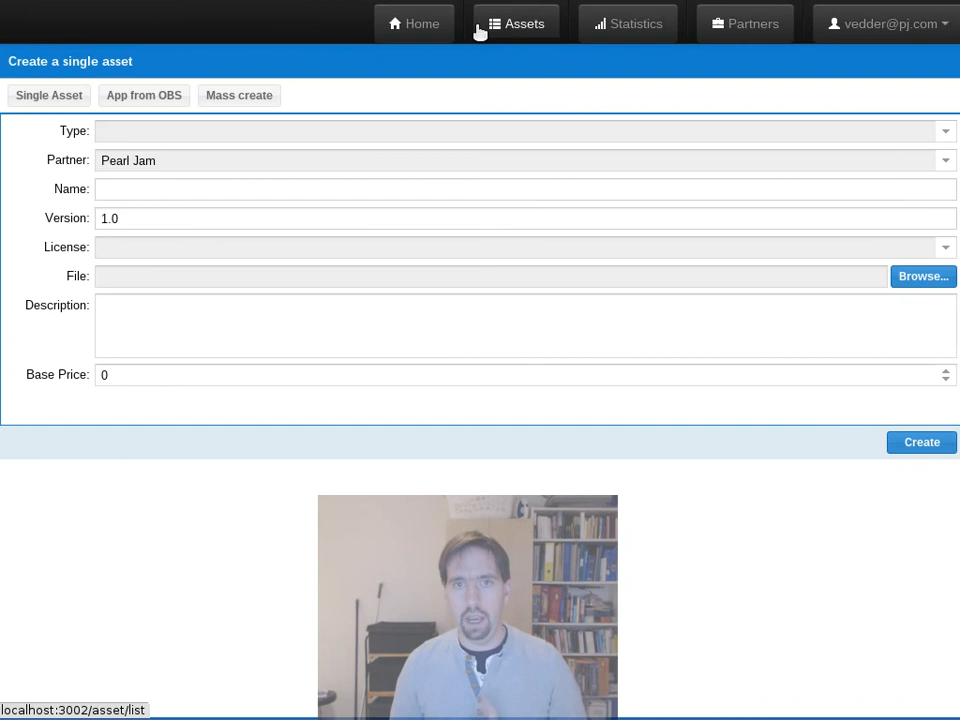 Home Assets Statistics Partners vedder@pj.com
Create a single asset
Single Asset App from OBS Mass create
Type:
Partner: Pearl Jam
Name:
Version: 1.0
License:
File: Browse...
Description:
Base Price: 0
Create
localhost:3002/asset/list